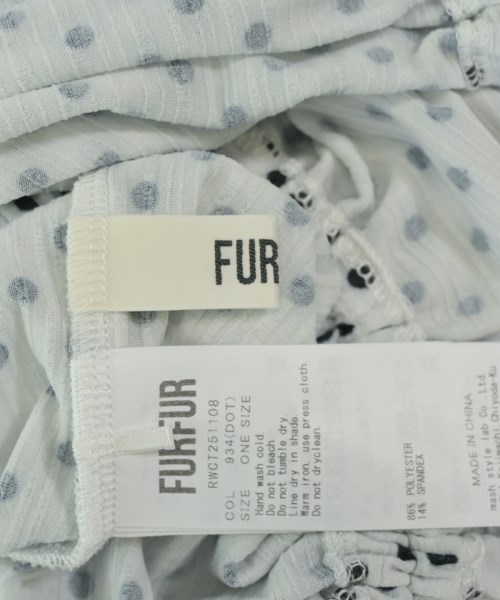 FUR
FURFUR
RWCT251108
COL 934(DOT)
SIZE ONE SIZE
Hand wash cold.
Do not bleach.
Do not tumble dry.
Line dry in shade.
Warm iron, use press cloth.
Do not dryclean.
86% POLYESTER
14% SPANDEX
MADE IN CHINA
mash style lab Co. Ltd
Chiyoda-Ku